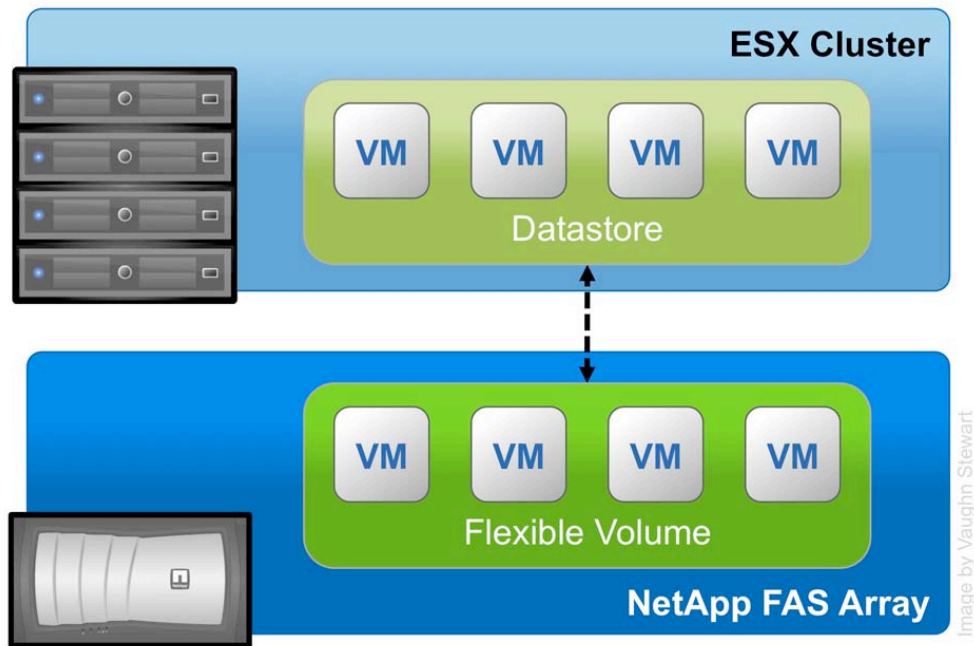 ESX Cluster
VM VM VM VM
Datastore
VM VM VM VM
Flexible Volume
NetApp FAS Array
Image by Vaughn Stewart